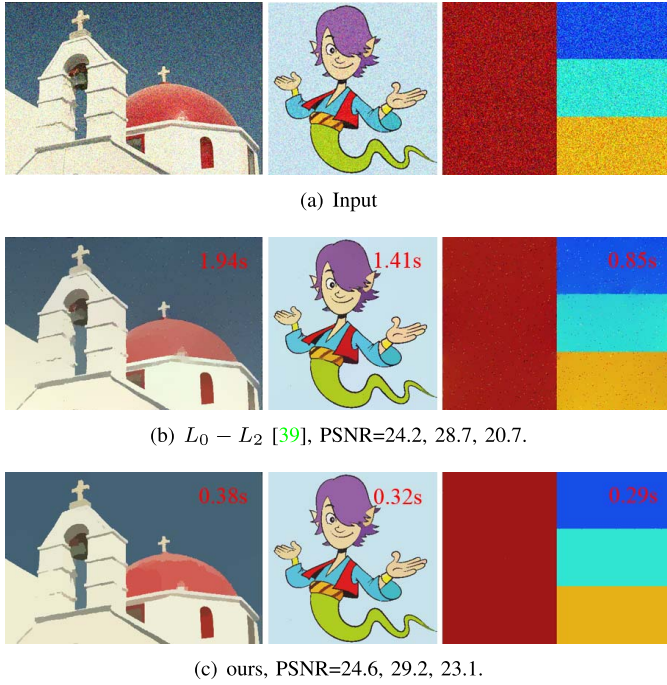 (a) Input
1.94s 1.41s 0.85s
(b) L₀ − L₂ [39], PSNR=24.2, 28.7, 20.7.
0.38s 0.32s 0.29s
(c) ours, PSNR=24.6, 29.2, 23.1.